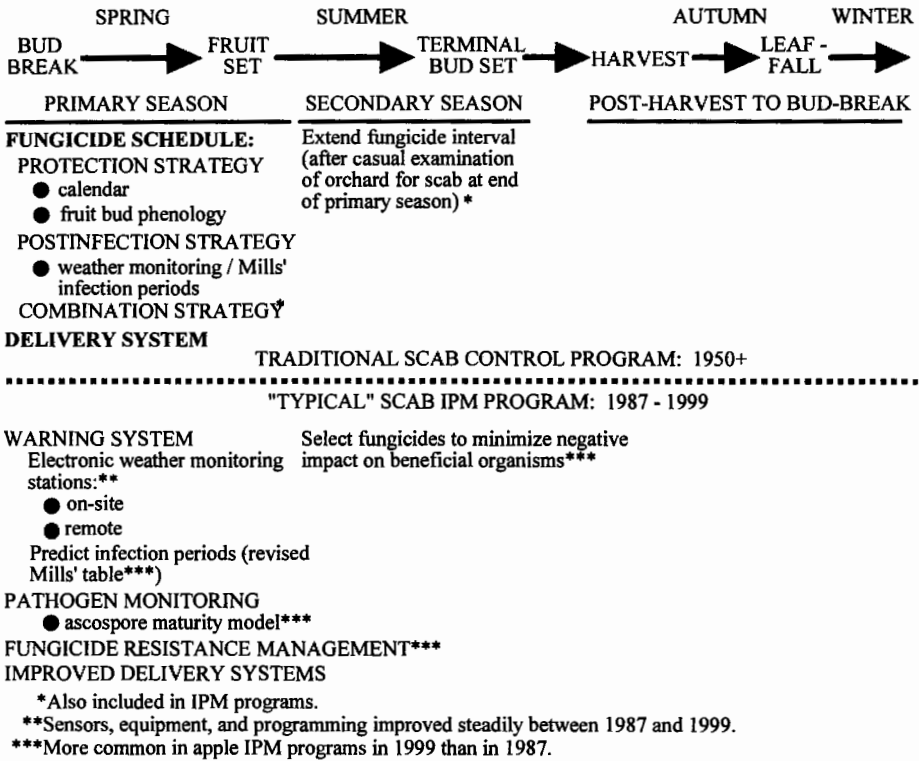 SPRING SUMMER AUTUMN WINTER
BUD BREAK FRUIT SET TERMINAL BUD SET HARVEST LEAF - FALL
PRIMARY SEASON SECONDARY SEASON POST-HARVEST TO BUD-BREAK
FUNGICIDE SCHEDULE:
PROTECTION STRATEGY
● calendar
● fruit bud phenology
POSTINFECTION STRATEGY
● weather monitoring / Mills'
infection periods
COMBINATION STRATEGY*
DELIVERY SYSTEM
Extend fungicide interval
(after casual examination
of orchard for scab at end
of primary season) *
TRADITIONAL SCAB CONTROL PROGRAM: 1950+
"TYPICAL" SCAB IPM PROGRAM: 1987 - 1999
WARNING SYSTEM
Electronic weather monitoring
stations:**
● on-site
● remote
Predict infection periods (revised
Mills' table***)
Select fungicides to minimize negative
impact on beneficial organisms***
PATHOGEN MONITORING
● ascospore maturity model***
FUNGICIDE RESISTANCE MANAGEMENT***
IMPROVED DELIVERY SYSTEMS
*Also included in IPM programs.
**Sensors, equipment, and programming improved steadily between 1987 and 1999.
***More common in apple IPM programs in 1999 than in 1987.